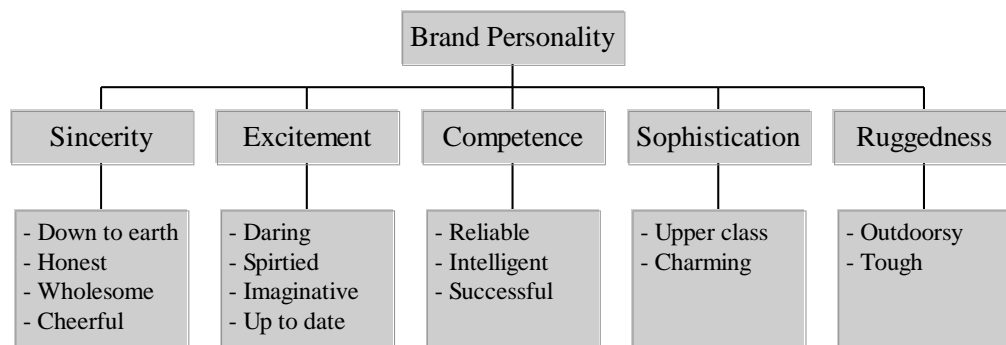 Brand Personality
Sincerity
Excitement
Competence
Sophistication
Ruggedness
- Down to earth
- Honest
- Wholesome
- Cheerful
- Daring
- Spirtied
- Imaginative
- Up to date
- Reliable
- Intelligent
- Successful
- Upper class
- Charming
- Outdoorsy
- Tough